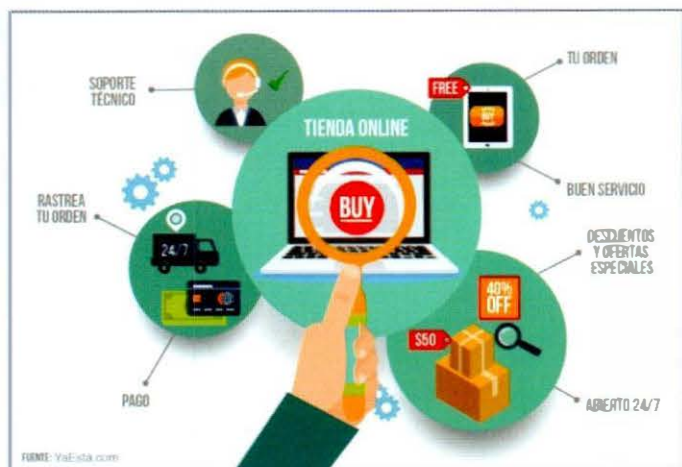 SOPORTE
TÉCNICO
TU ORDEN
FREE
BUY
TIENDA ONLINE
BUY
RASTREA
TU ORDEN
24/7
BUEN SERVICIO
DESCUENTOS
Y OFERTAS
ESPECIALES
40%
OFF
$50
PAGO
ABIERTO 24/7
FUENTE: YaEsta.com